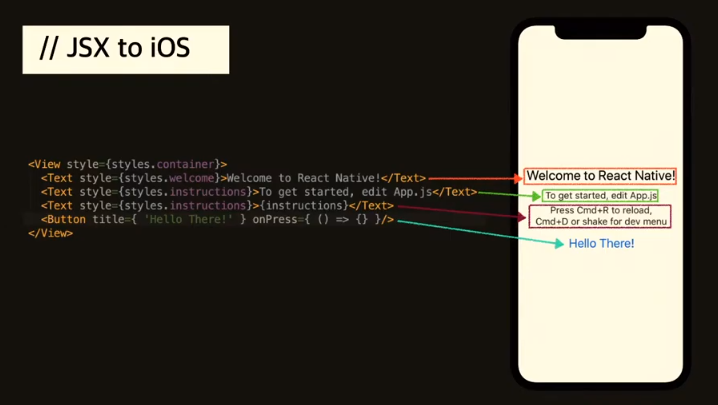 // JSX to iOS
<View style={styles.container}>
<Text style={styles.welcome}>Welcome to React Native!</Text>
<Text style={styles.instructions}>To get started, edit App.js</Text>
<Text style={styles.instructions}>{instructions}</Text>
<Button title={ 'Hello There!' } onPress={ () => {} }/>
</View>
Welcome to React Native!
To get started, edit App.js
Press Cmd+R to reload,
Cmd+D or shake for dev menu
Hello There!